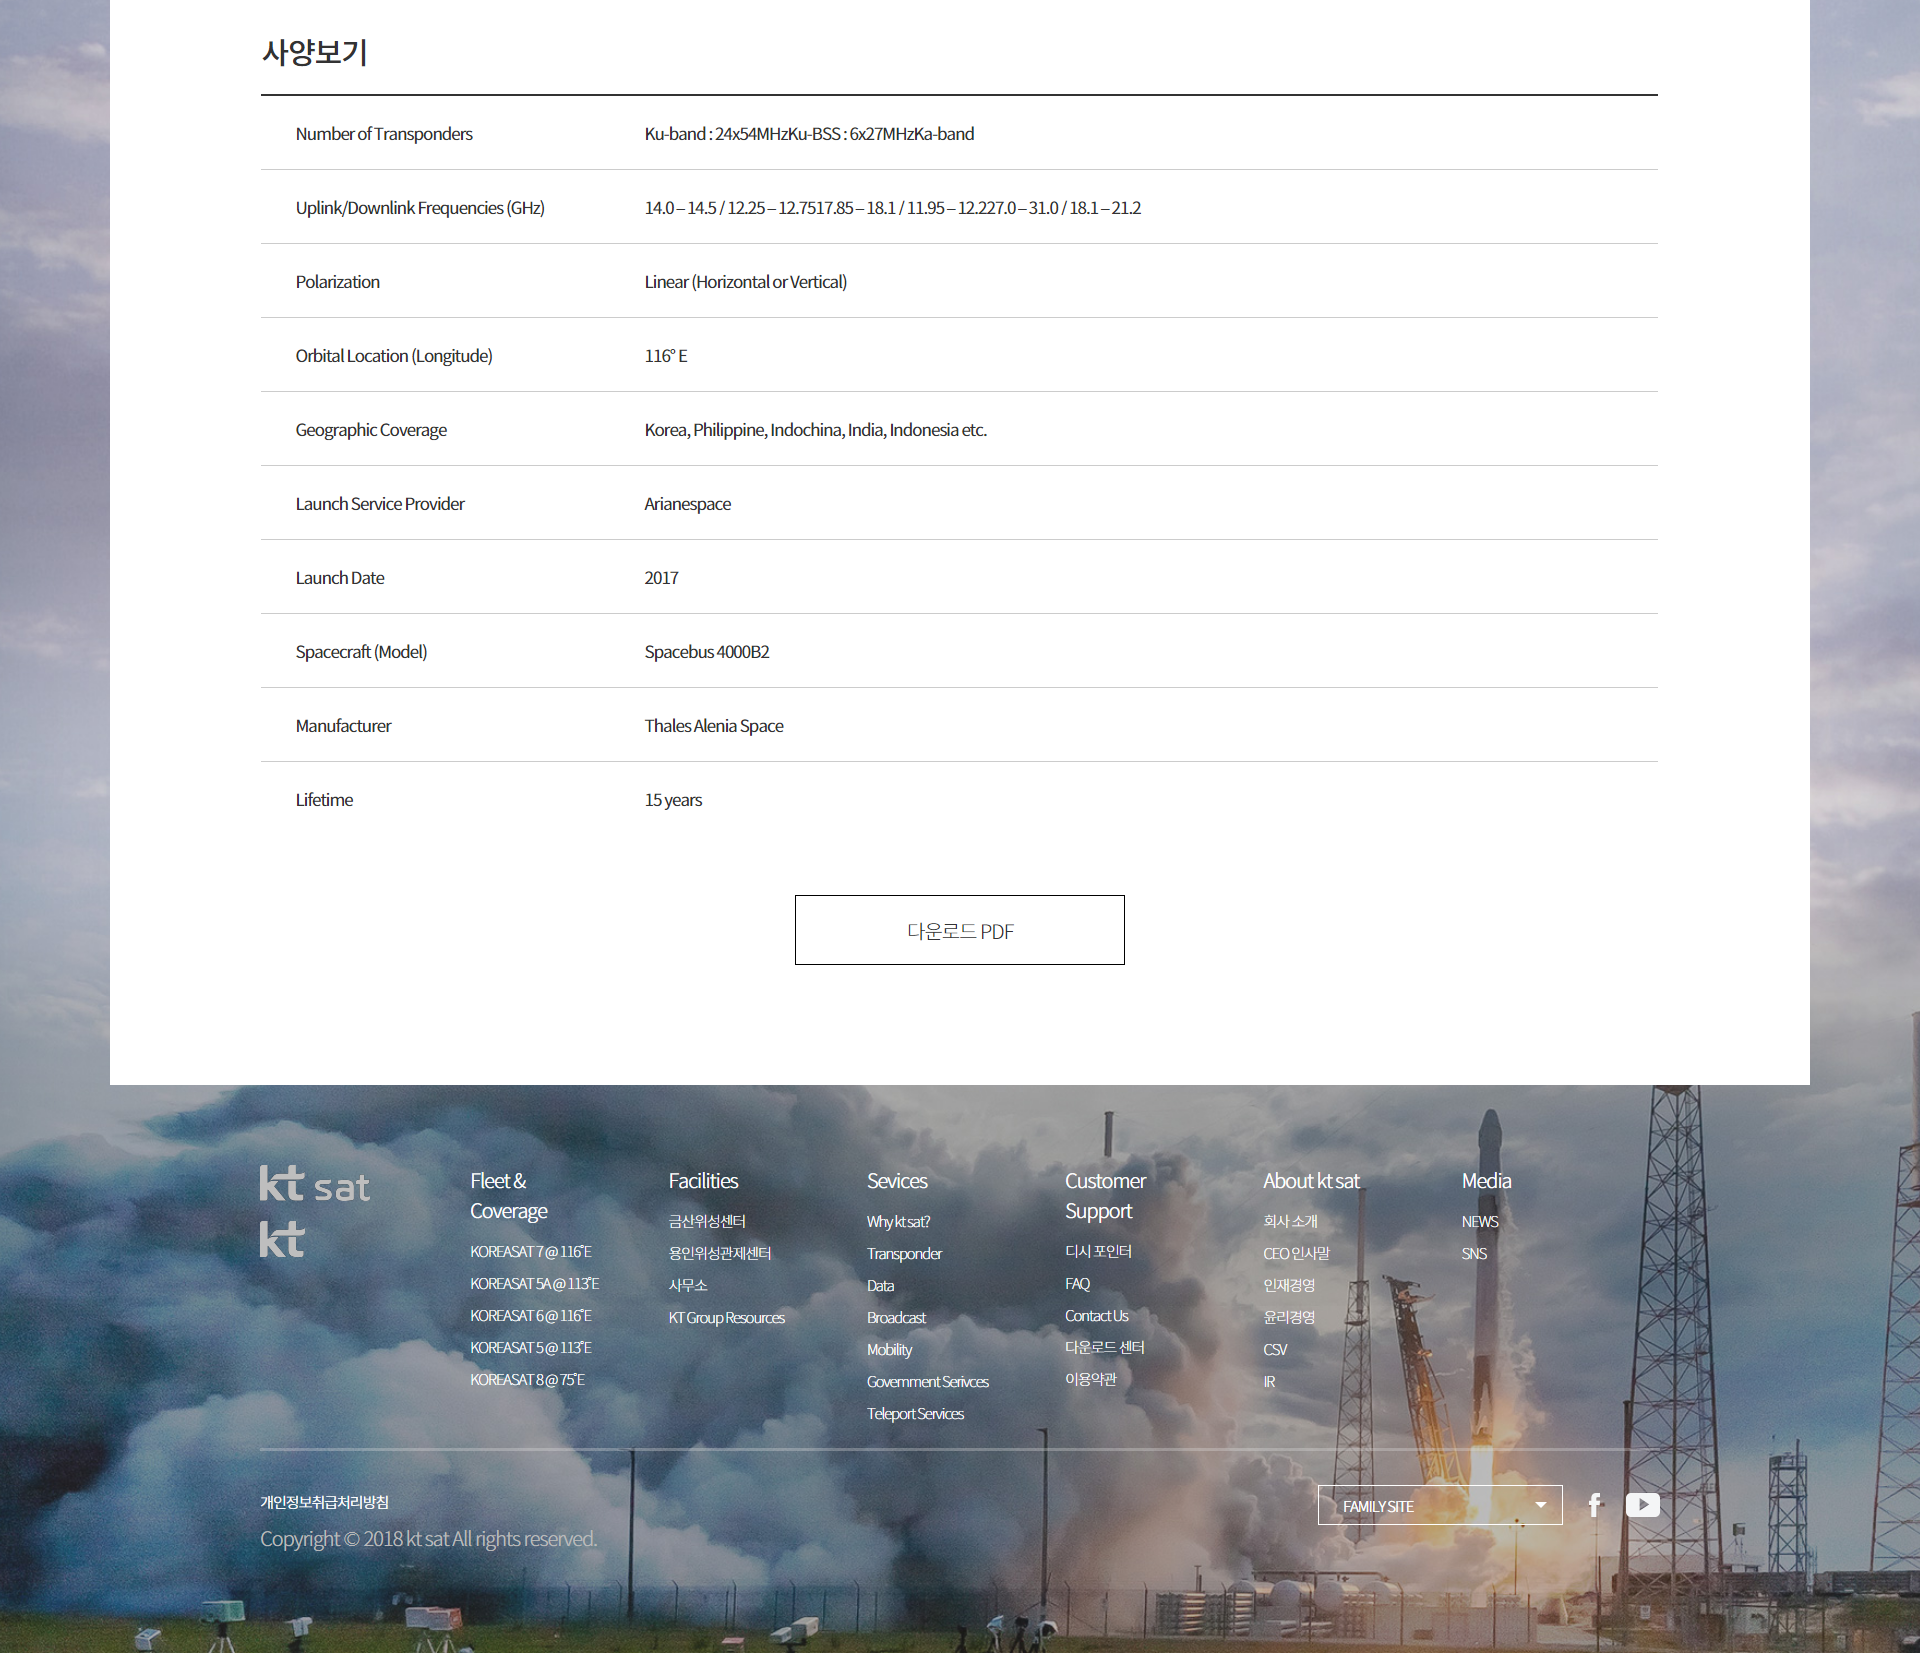 사양보기
Number of Transponders Ku-band : 24x54MHzKu-BSS : 6x27MHzKa-band
Uplink/Downlink Frequencies (GHz) 14.0 – 14.5 / 12.25 – 12.7517.85 – 18.1 / 11.95 – 12.227.0 – 31.0 / 18.1 – 21.2
Polarization Linear (Horizontal or Vertical)
Orbital Location (Longitude) 116° E
Geographic Coverage Korea, Philippine, Indochina, India, Indonesia etc.
Launch Service Provider Arianespace
Launch Date 2017
Spacecraft (Model) Spacebus 4000B2
Manufacturer Thales Alenia Space
Lifetime 15 years
다운로드 PDF
kt sat
kt
Fleet &
Coverage
KOREASAT 7 @ 116°E
KOREASAT 5A @ 113°E
KOREASAT 6 @ 116°E
KOREASAT 5 @ 113°E
KOREASAT 8 @ 75°E
Facilities
금산위성센터
용인위성관제센터
사무소
KT Group Resources
Sevices
Why kt sat?
Transponder
Data
Broadcast
Mobility
Government Serivces
Teleport Services
Customer
Support
디시 포인터
FAQ
Contact Us
다운로드 센터
이용약관
About kt sat
회사 소개
CEO 인사말
인재경영
윤리경영
CSV
IR
Media
NEWS
SNS
개인정보취급처리방침
FAMILY SITE
Copyright © 2018 kt sat All rights reserved.